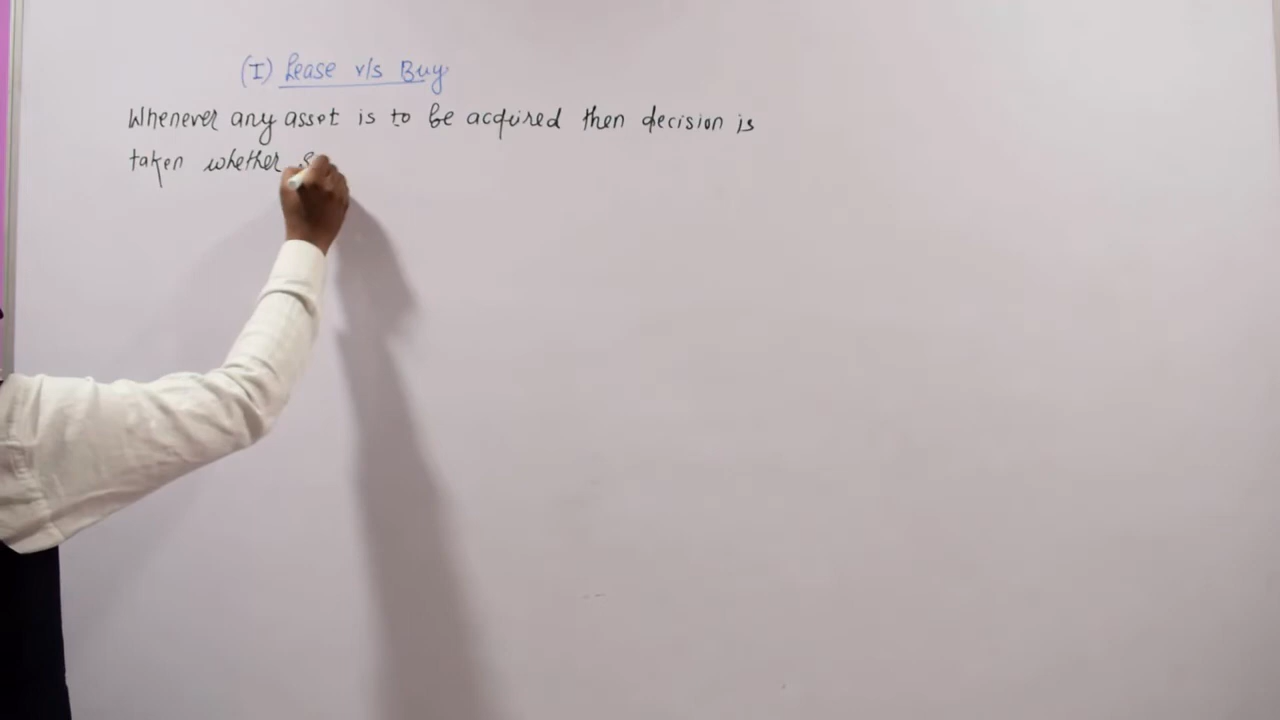 (I) Lease v/s Buy
Whenever any asset is to be acquired then decision is
taken whether